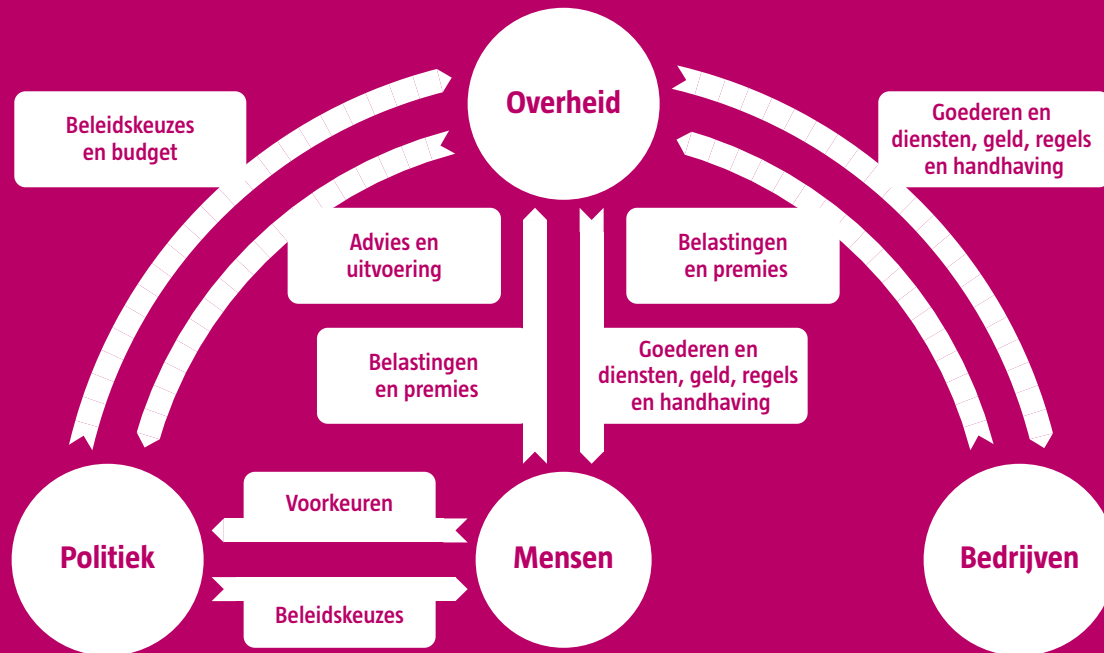 Overheid
Beleidskeuzes
en budget
Goederen en
diensten, geld, regels
en handhaving
Advies en
uitvoering
Belastingen
en premies
Belastingen
en premies
Goederen en
diensten, geld, regels
en handhaving
Voorkeuren
Politiek
Mensen
Bedrijven
Beleidskeuzes